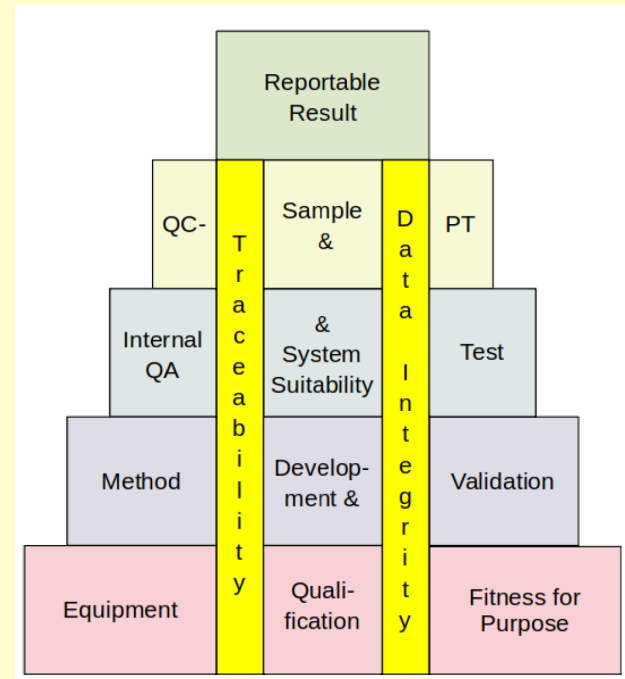 Reportable
Result
QC-
Traceability
Sample
&
Data Integrity
PT
Internal
QA
&
System
Suitability
Test
Method
Develop-
ment &
Validation
Equipment
Quali-
fication
Fitness for
Purpose